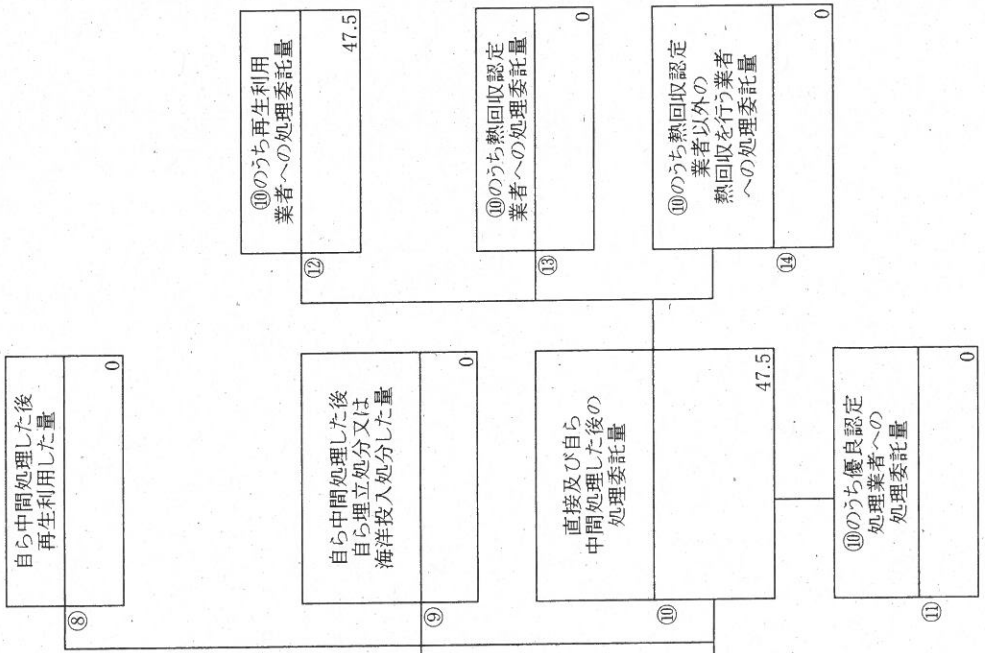 自ら中間処理した後
再生利用した量
⑧
0
自ら中間処理した後
自ら埋立処分又は
海洋投入処分した量
⑨
0
直接及び自ら
中間処理した後の
処理委託量
⑩
47.5
⑩のうち優良認定
処理業者への
処理委託量
⑪
0
⑩のうち再生利用
業者への処理委託量
⑫
47.5
⑩のうち熱回収認定
業者への処理委託量
⑬
0
⑩のうち熱回収認定
業者以外の
熱回収を行う業者
への処理委託量
⑭
0